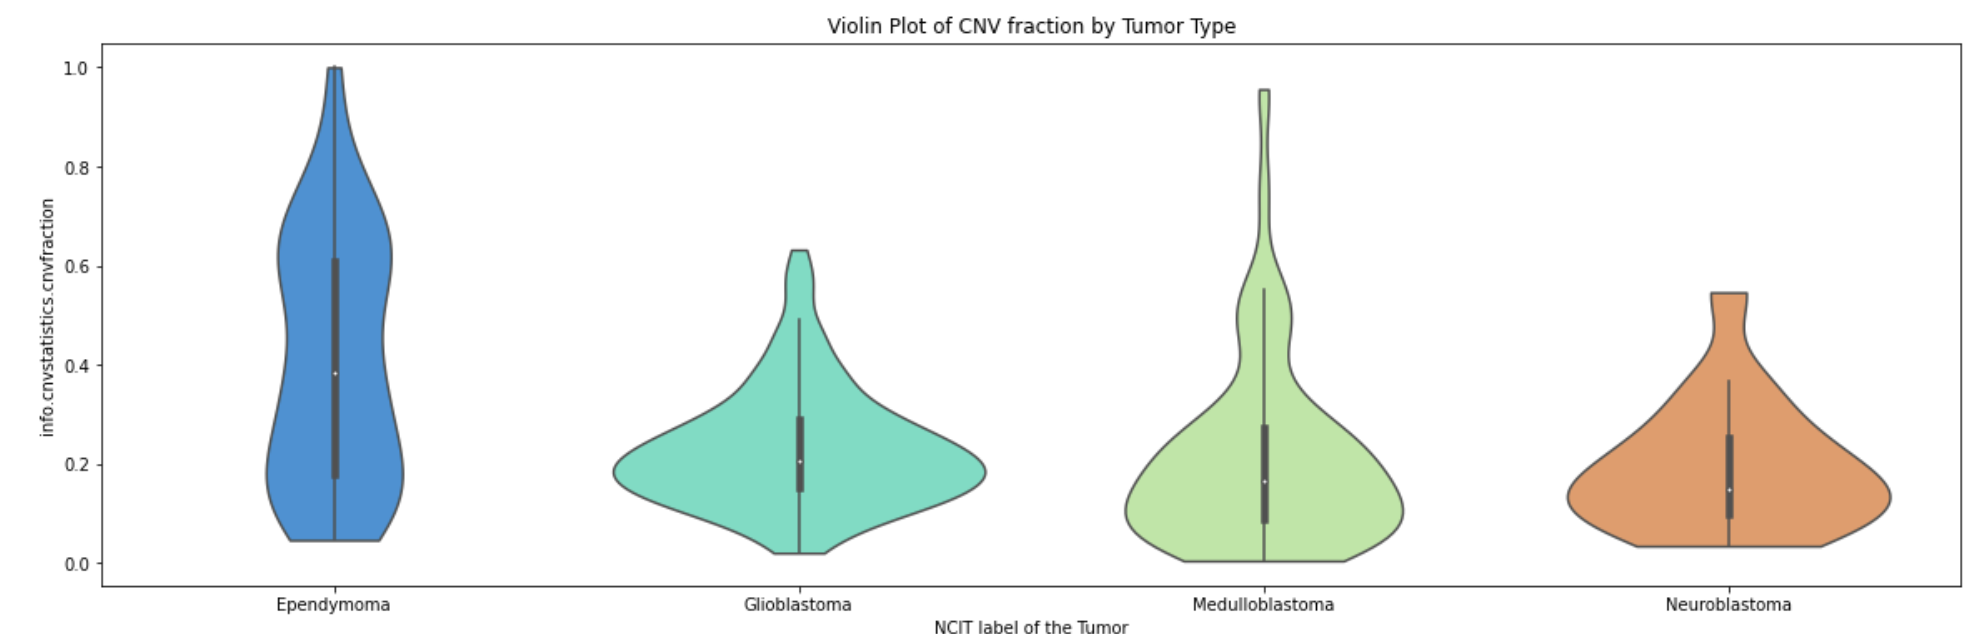 Violin Plot of CNV fraction by Tumor Type
info.cnvstatistics.cnvfraction
1.0
0.8
0.6
0.4
0.2
0.0
Ependymoma Glioblastoma Medulloblastoma Neuroblastoma
NCIT label of the Tumor